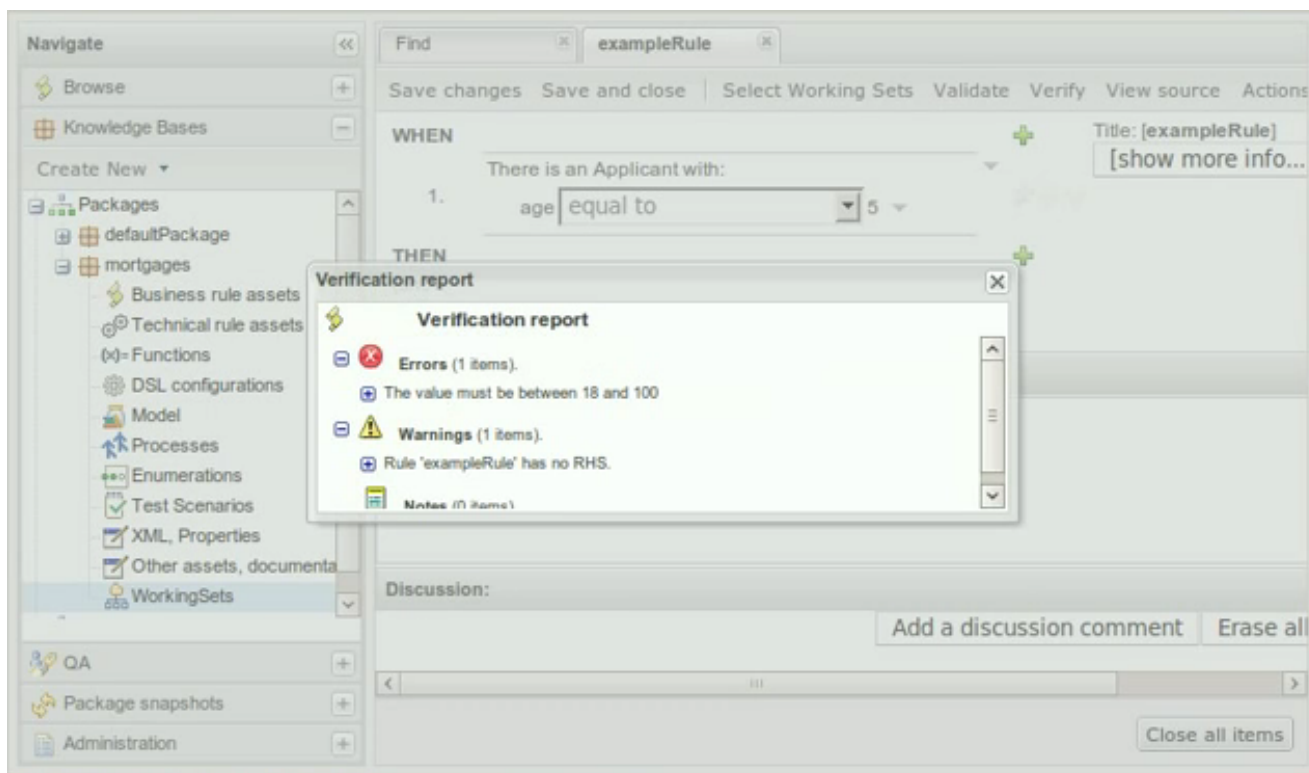 Navigate
Browse
Knowledge Bases
Create New
Packages
defaultPackage
mortgages
Business rule assets
Technical rule assets
(x)= Functions
DSL configurations
Model
Processes
Enumerations
Test Scenarios
XML, Properties
Other assets, documenta
WorkingSets
QA
Package snapshots
Administration
Find exampleRule
Save changes Save and close Select Working Sets Validate Verify View source Actions
WHEN
Title: [exampleRule]
[show more info...
There is an Applicant with:
1. age equal to 5
THEN
Verification report
Verification report
Errors (1 items).
The value must be between 18 and 100
Warnings (1 items).
Rule 'exampleRule' has no RHS.
Notes (0 items)
Discussion:
Add a discussion comment Erase all
Close all items